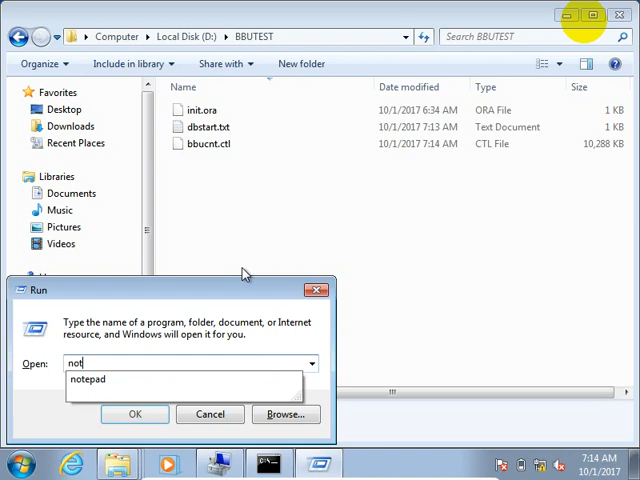 Computer ▸ Local Disk (D:) ▸ BBUTEST
Search BBUTEST
Organize
Include in library
Share with
New folder
Favorites
Desktop
Downloads
Recent Places
Libraries
Documents
Music
Pictures
Videos
Name Date modified Type Size
init.ora 10/1/2017 6:34 AM ORA File 1 KB
dbstart.txt 10/1/2017 7:13 AM Text Document 1 KB
bbucnt.ctl 10/1/2017 7:14 AM CTL File 10,288 KB
Run
Type the name of a program, folder, document, or Internet
resource, and Windows will open it for you.
Open: not
notepad
OK Cancel Browse...
7:14 AM
10/1/2017